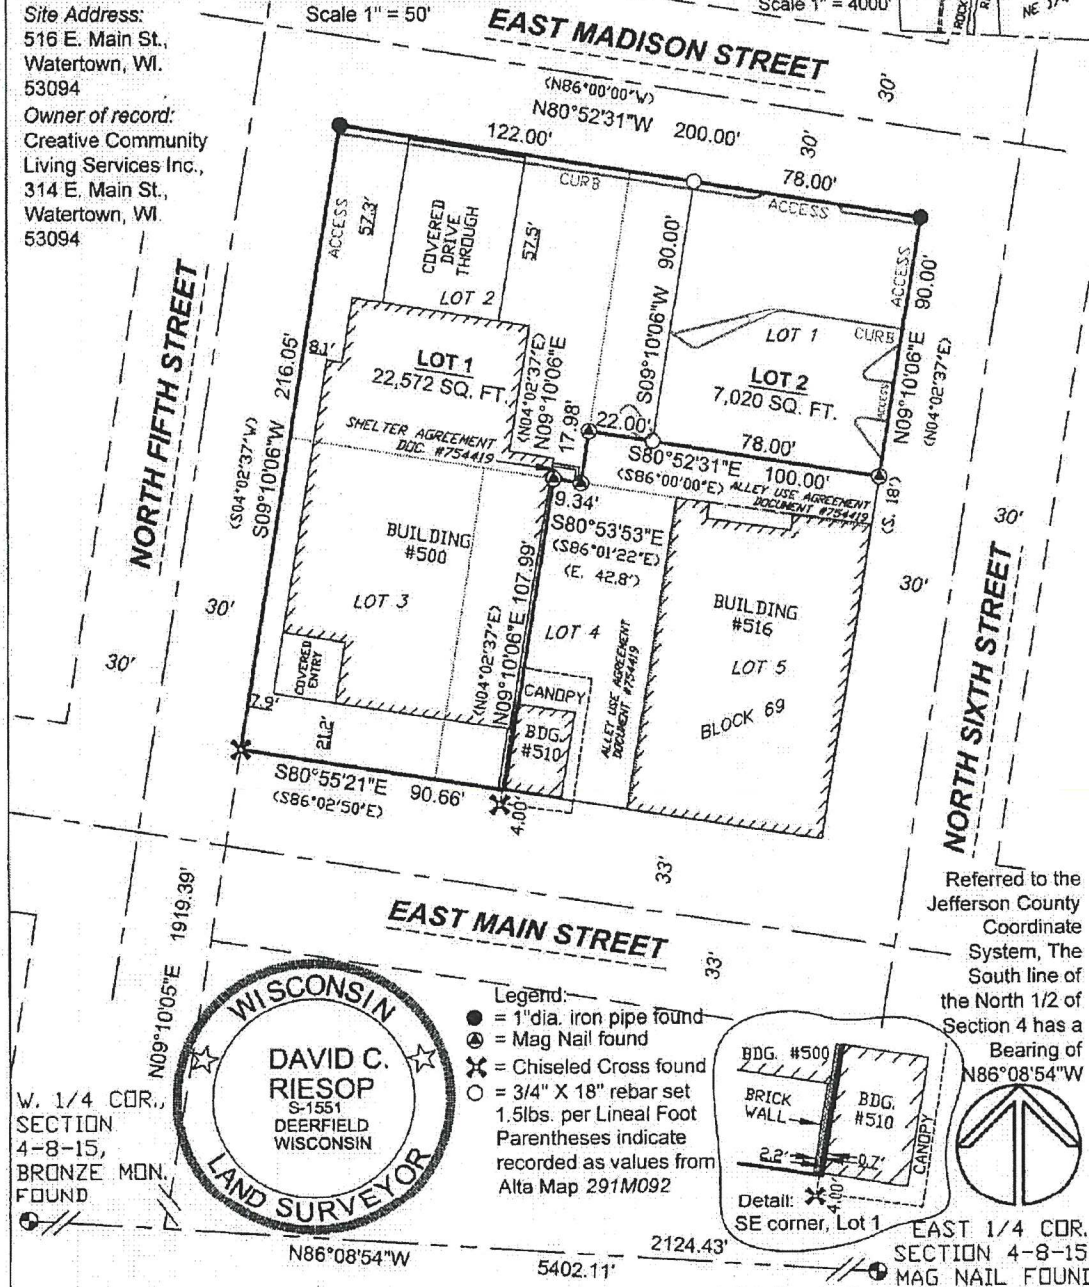 Site Address:
516 E. Main St.,
Watertown, WI.
53094
Owner of record:
Creative Community
Living Services Inc.,
314 E. Main St.,
Watertown, WI.
53094
Scale 1" = 50'
Scale 1" = 4000'
ROCK
NE 1/4
EAST MADISON STREET
30'
(N86°00'00"W)
N80°52'31"W 200.00'
30'
122.00'
78.00'
CURB
ACCESS
ACCESS
57.3'
COVERED
DRIVE
THROUGH
57.5'
LOT 2
90.00'
S09°10'06"W
ACCESS
90.00'
LOT 1
CURB
NORTH FIFTH STREET
216.05'
8.1'
LOT 1
22,572 SQ. FT.
(N04°02'37"E)
N09°10'06"E
17.98'
LOT 2
7,020 SQ. FT.
ACCESS
N09°10'06"E
(N04°02'37"E)
(S04°02'37"W)
S09°10'06"W
SHELTER AGREEMENT
DOC. #754419
22.00'
78.00'
S80°52'31"E 100.00'
(S86°00'00"E)
ALLEY USE AGREEMENT
DOCUMENT #754419
(S. 18')
9.34'
S80°53'53"E
(S86°01'22"E)
(E. 42.8')
30'
30'
BUILDING
#500
107.99'
(N04°02'37"E)
N09°10'06"E
LOT 3
LOT 4
ALLEY USE AGREEMENT
DOCUMENT #754419
BUILDING
#516
LOT 5
BLOCK 69
30'
30'
COVERED
ENTRY
CANOPY
BDG.
#510
7.9'
21.2'
S80°55'21"E 90.66'
(S86°02'50"E)
4.00'
NORTH SIXTH STREET
33'
EAST MAIN STREET
33'
N09°10'05"E 1919.39'
Referred to the
Jefferson County
Coordinate
System, The
South line of
the North 1/2 of
Section 4 has a
Bearing of
N86°08'54"W
WISCONSIN
DAVID C.
RIESOP
S-1551
DEERFIELD
WISCONSIN
LAND SURVEYOR
Legend:
= 1"dia. iron pipe found
= Mag Nail found
= Chiseled Cross found
= 3/4" X 18" rebar set
1.5lbs. per Lineal Foot
Parentheses indicate
recorded as values from
Alta Map 291M092
BDG. #500
BRICK
WALL
BDG.
#510
CANOPY
2.2'
0.7'
4.00'
Detail:
SE corner, Lot 1
W. 1/4 COR.,
SECTION
4-8-15,
BRONZE MON.
FOUND
N86°08'54"W
5402.11'
2124.43'
EAST 1/4 COR.
SECTION 4-8-15
MAG NAIL FOUN